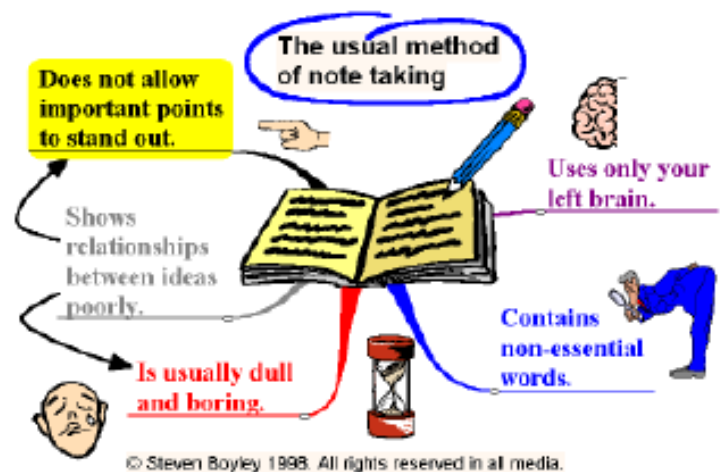 The usual method
of note taking
Does not allow
important points
to stand out.
Uses only your
left brain.
Shows
relationships
between ideas
poorly.
Contains
non-essential
words.
Is usually dull
and boring.
© Steven Boyley 1998. All rights reserved in all media.